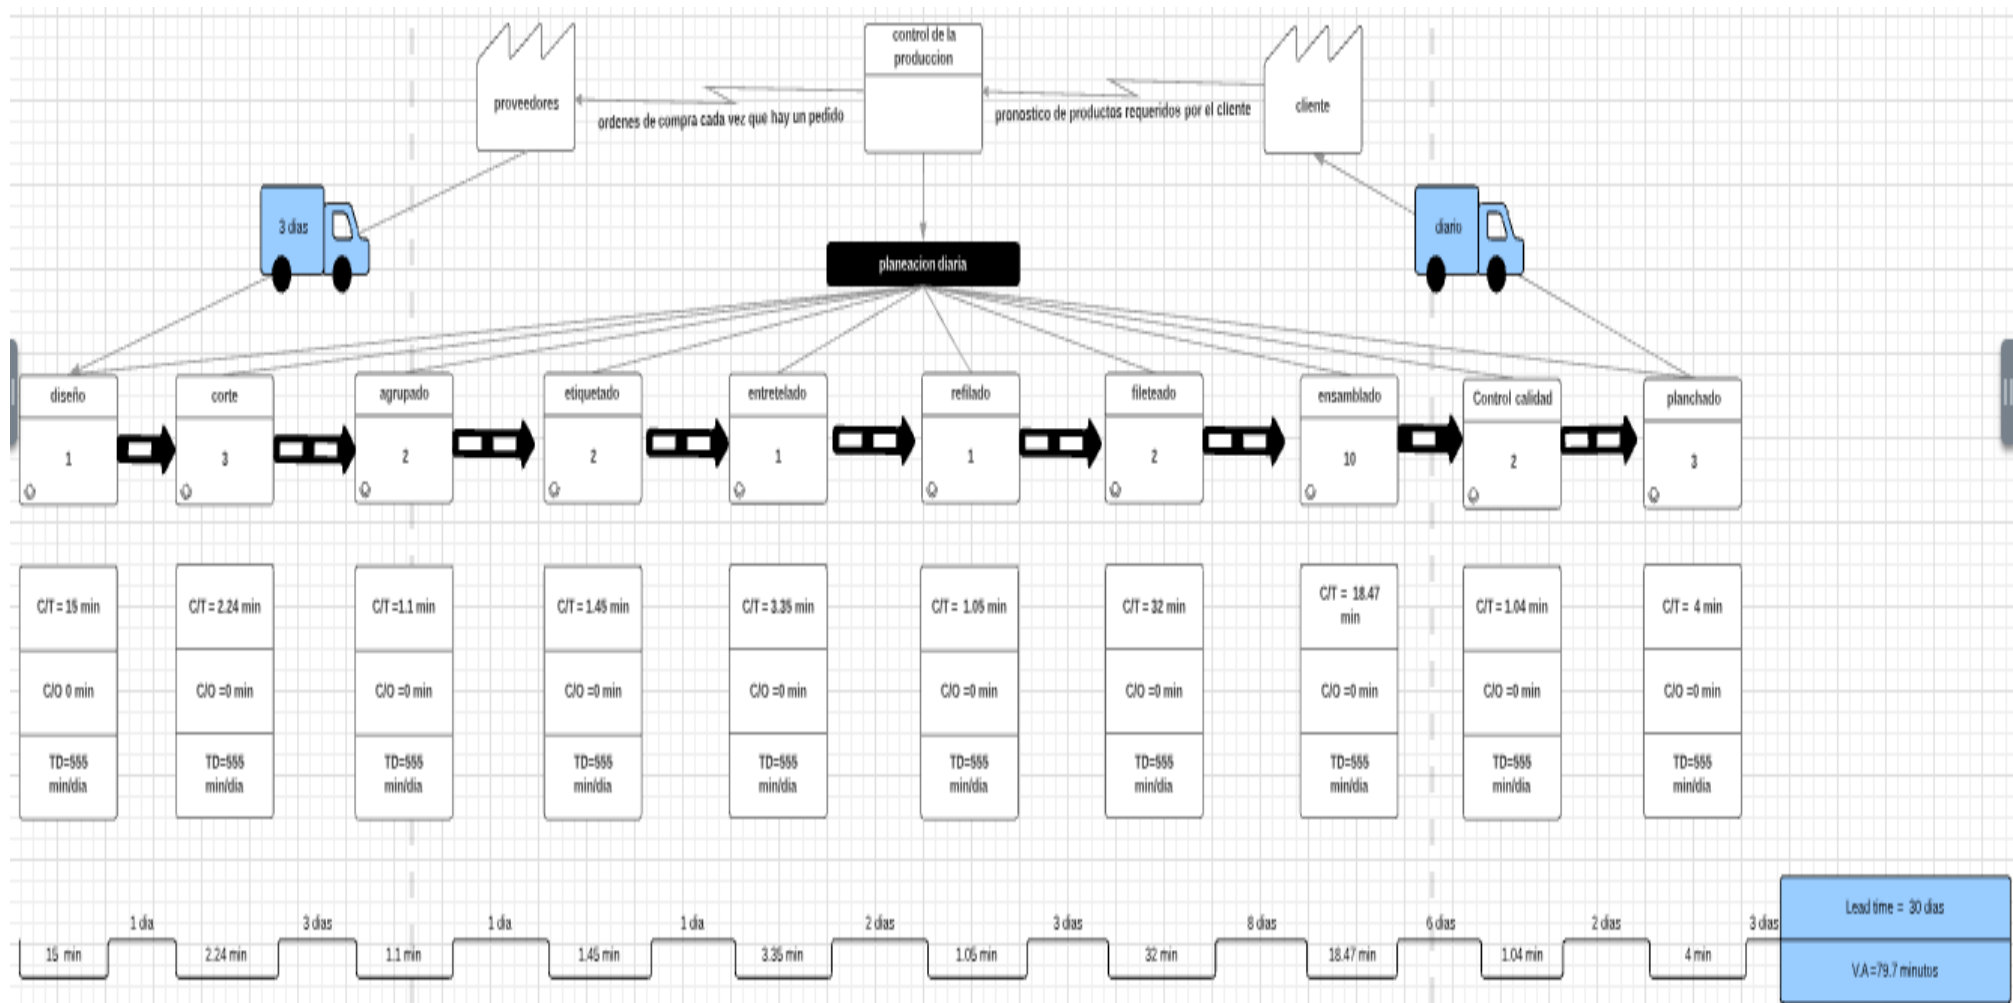 control de la
produccion
proveedores
ordenes de compra cada vez que hay un pedido
pronostico de productos requeridos por el cliente
cliente
3 dias
diario
planeacion diaria
diseño
corte
agrupado
etiquetado
entretelado
refilado
fileteado
ensamblado
Control calidad
planchado
1
3
2
2
1
1
2
10
2
3
C/T = 15 min
C/T = 2.24 min
C/T =1.1 min
C/T = 1.45 min
C/T = 3.35 min
C/T = 1.05 min
C/T = 32 min
C/T = 18.47
min
C/T = 1.04 min
C/T = 4 min
C/O 0 min
C/O =0 min
C/O =0 min
C/O =0 min
C/O =0 min
C/O =0 min
C/O =0 min
C/O =0 min
C/O =0 min
C/O =0 min
TD=555
min/dia
TD=555
min/dia
TD=555
min/dia
TD=555
min/dia
TD=555
min/dia
TD=555
min/dia
TD=555
min/dia
TD=555
min/dia
TD=555
min/dia
TD=555
min/dia
1 dia
3 dias
1 dia
1 dia
2 dias
3 dias
8 dias
6 dias
2 dias
3 dias
15 min
2.24 min
1.1 min
1.45 min
3.35 min
1.05 min
32 min
18.47 min
1.04 min
4 min
Lead time = 30 dias
V.A =79.7 minutos